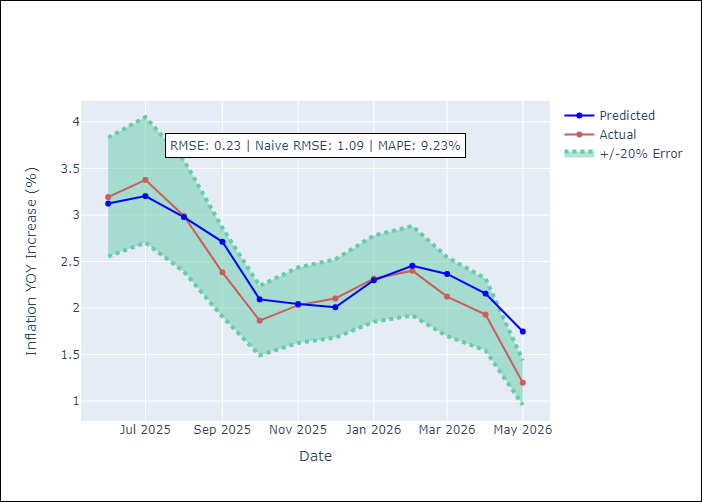 RMSE: 0.23 | Naive RMSE: 1.09 | MAPE: 9.23%
Predicted
Actual
+/-20% Error
Inflation YOY Increase (%)
4
3.5
3
2.5
2
1.5
1
Jul 2025
Sep 2025
Nov 2025
Jan 2026
Mar 2026
May 2026
Date